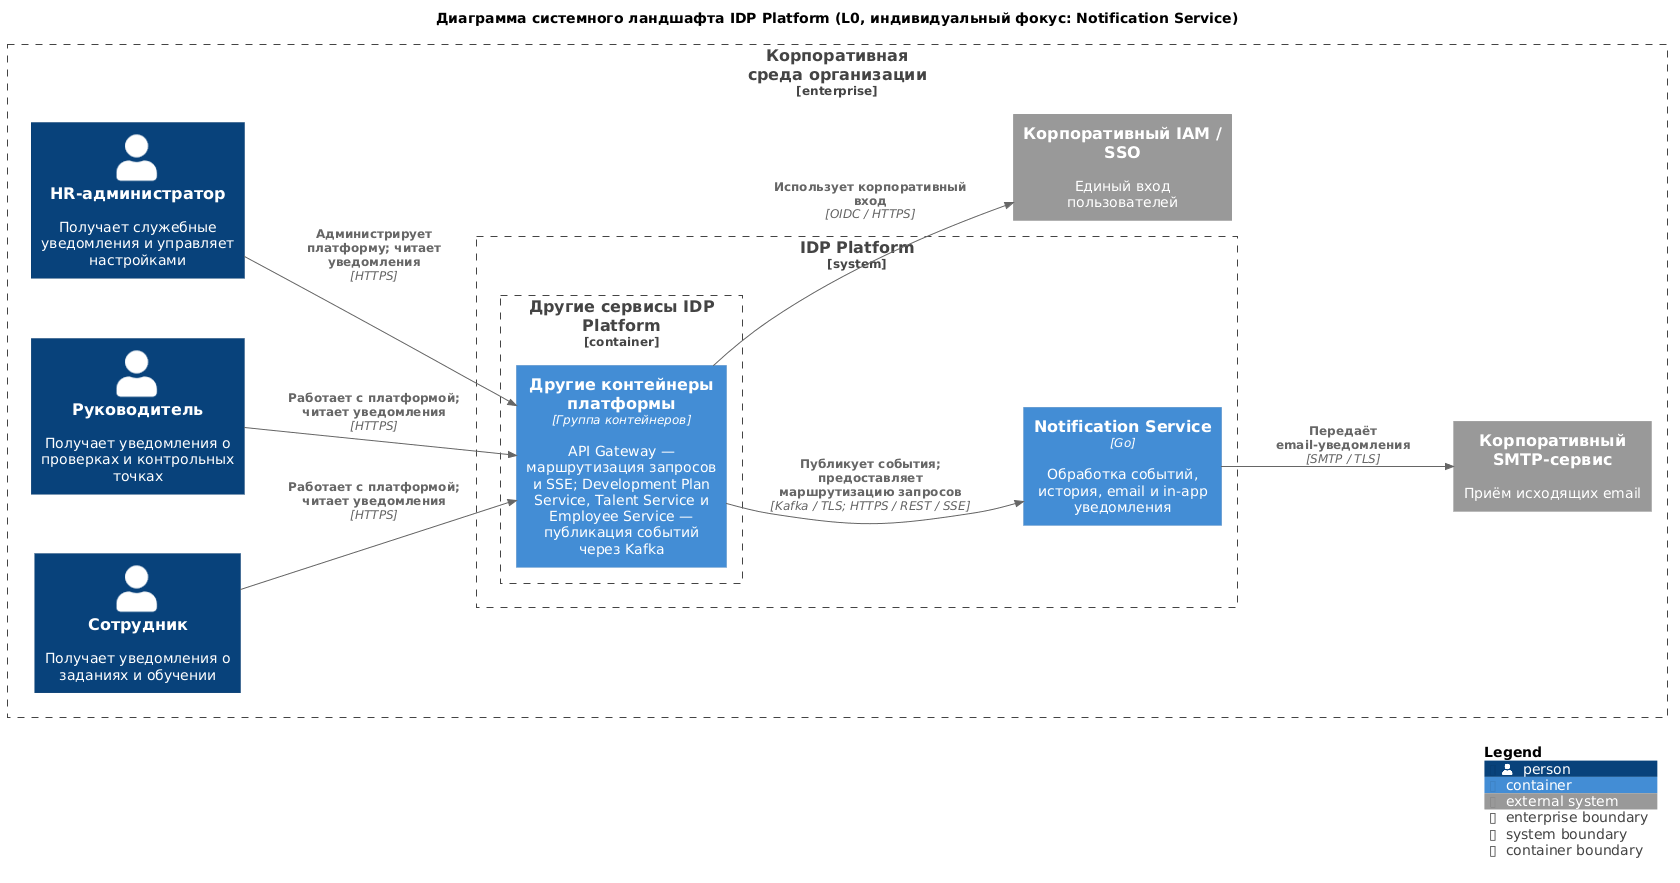 Диаграмма системного ландшафта IDP Platform (L0, индивидуальный фокус: Notification Service)
Корпоративная
среда организации
[enterprise]
HR-администратор
Получает служебные
уведомления и управляет
настройками
Руководитель
Получает уведомления о
проверках и контрольных
точках
Сотрудник
Получает уведомления о
заданиях и обучении
Администрирует
платформу; читает
уведомления
[HTTPS]
Работает с платформой;
читает уведомления
[HTTPS]
Работает с платформой;
читает уведомления
[HTTPS]
IDP Platform
[system]
Другие сервисы IDP
Platform
[container]
Другие контейнеры
платформы
[Группа контейнеров]
API Gateway —
маршрутизация запросов
и SSE; Development Plan
Service, Talent Service и
Employee Service —
публикация событий
через Kafka
Использует корпоративный
вход
[OIDC / HTTPS]
Корпоративный IAM /
SSO
Единый вход
пользователей
Публикует события;
предоставляет
маршрутизацию запросов
[Kafka / TLS; HTTPS / REST / SSE]
Notification Service
[Go]
Обработка событий,
история, email и in-app
уведомления
Передаёт
email-уведомления
[SMTP / TLS]
Корпоративный
SMTP-сервис
Приём исходящих email
Legend
person
container
external system
enterprise boundary
system boundary
container boundary